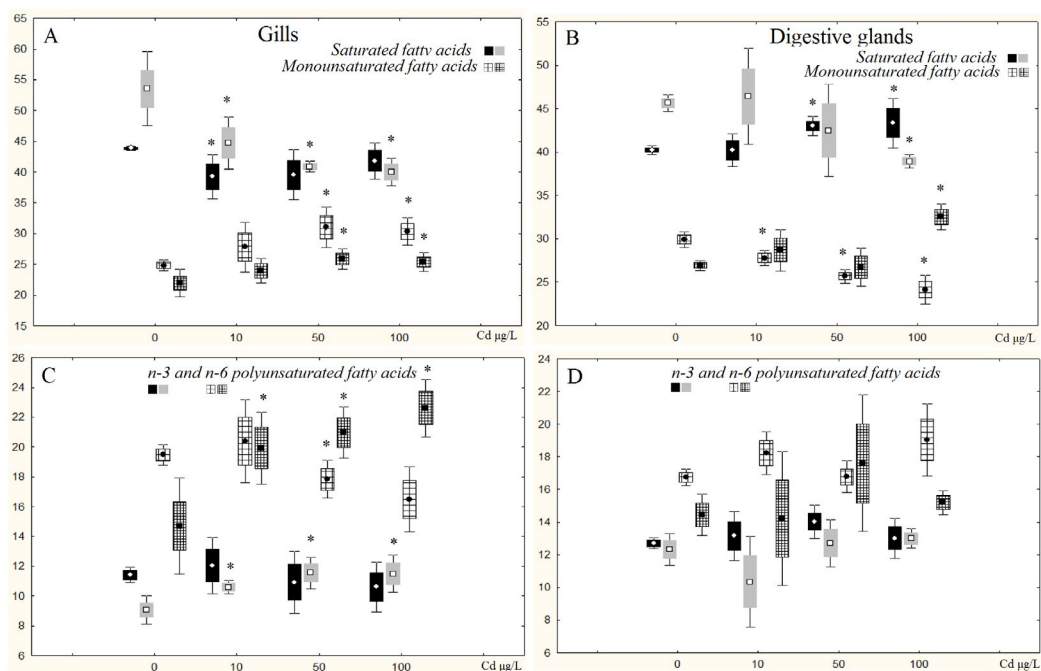 A
Gills
Saturated fatty acids
Monounsaturated fatty acids
65
60
55
50
45
40
35
30
25
20
15
* * * * * * * * *
0 10 50 100 Cd µg/L
B
Digestive glands
Saturated fatty acids
Monounsaturated fatty acids
55
50
45
40
35
30
25
20
* * * * * * *
0 10 50 100 Cd µg/L
C
n-3 and n-6 polyunsaturated fatty acids
26
24
22
20
18
16
14
12
10
8
6
* * * * * * *
0 10 50 100 Cd µg/L
D
n-3 and n-6 polyunsaturated fatty acids
24
22
20
18
16
14
12
10
8
6
0 10 50 100 Cd µg/L